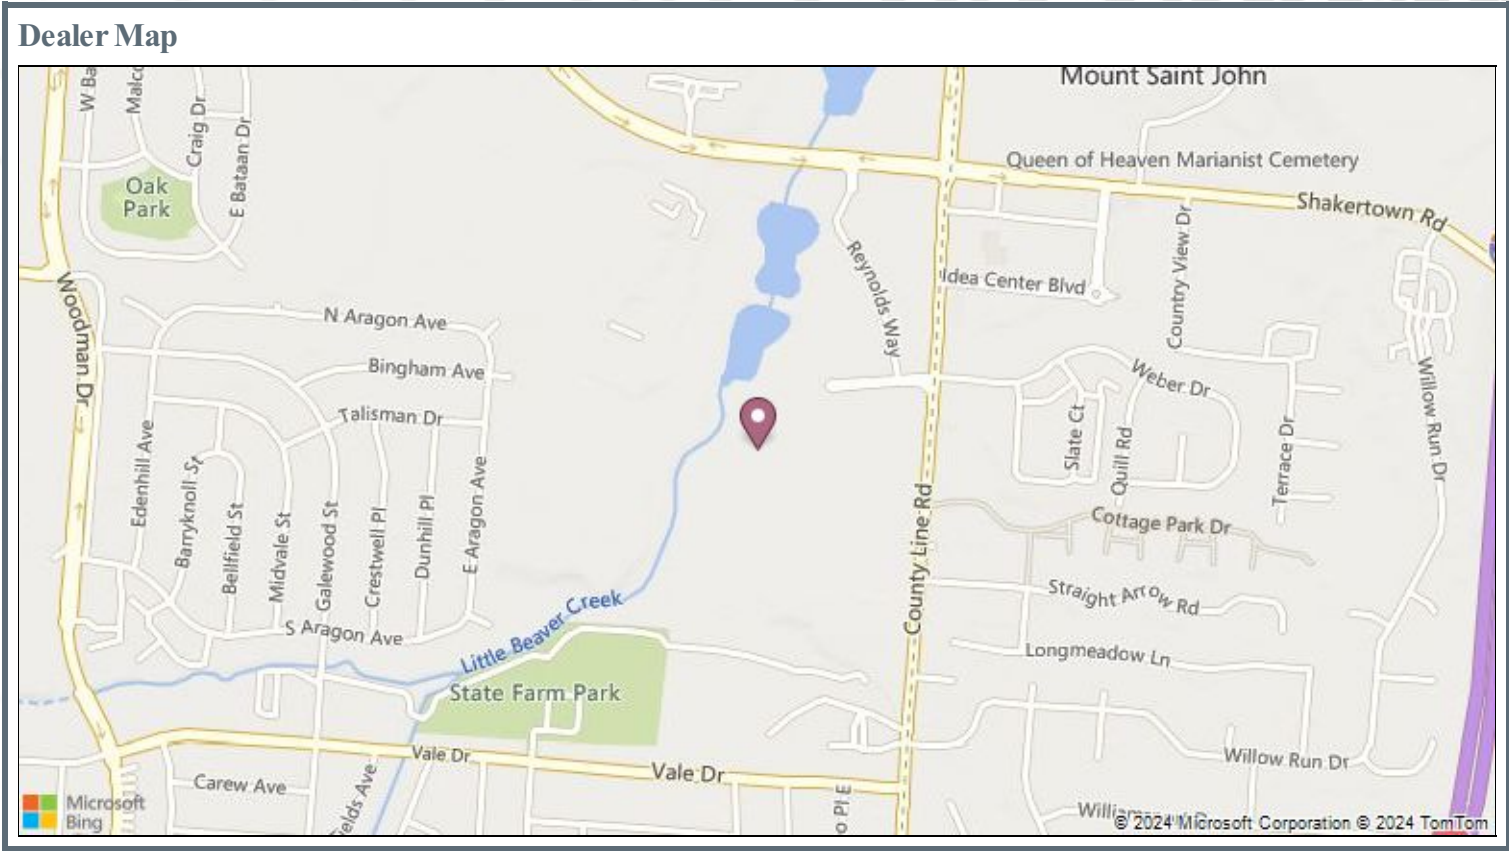 Dealer Map
Mount Saint John
W Ba
Malco
Craig Dr
E Bataan Dr
Oak
Park
Queen of Heaven Marianist Cemetery
Shakertown Rd
Woodman Dr
Reynolds Way
Idea Center Blvd
Country View Dr
N Aragon Ave
Bingham Ave
Talisman Dr
Weber Dr
Willow Run Dr
Edenhill Ave
Barryknoll St
Bellfield St
Midvale St
Galewood St
Crestwell Pl
Dunhill Pl
E Aragon Ave
Slate Ct
Quill Rd
Terrace Dr
County Line Rd
Cottage Park Dr
Straight Arrow Rd
S Aragon Ave
Little Beaver Creek
Longmeadow Ln
State Farm Park
Vale Dr
Vale Dr
Willow Run Dr
Carew Ave
ields Ave
o Pl E
Microsoft
Bing
© 2024 Microsoft Corporation © 2024 TomTom